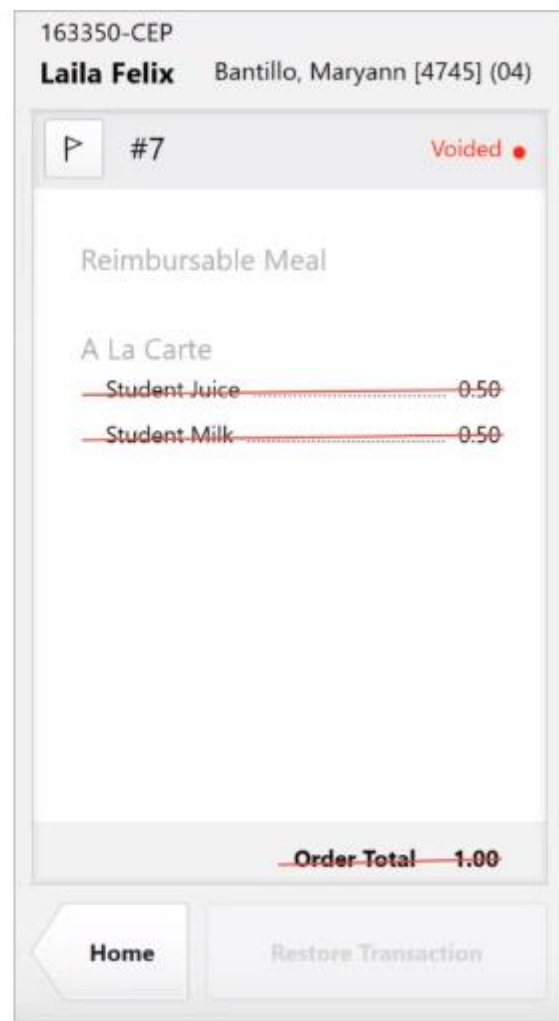 163350-CEP
Laila Felix Bantillo, Maryann [4745] (04)
#7 Voided
Reimbursable Meal
A La Carte
Student Juice 0.50
Student Milk 0.50
Order Total 1.00
Home Restore Transaction